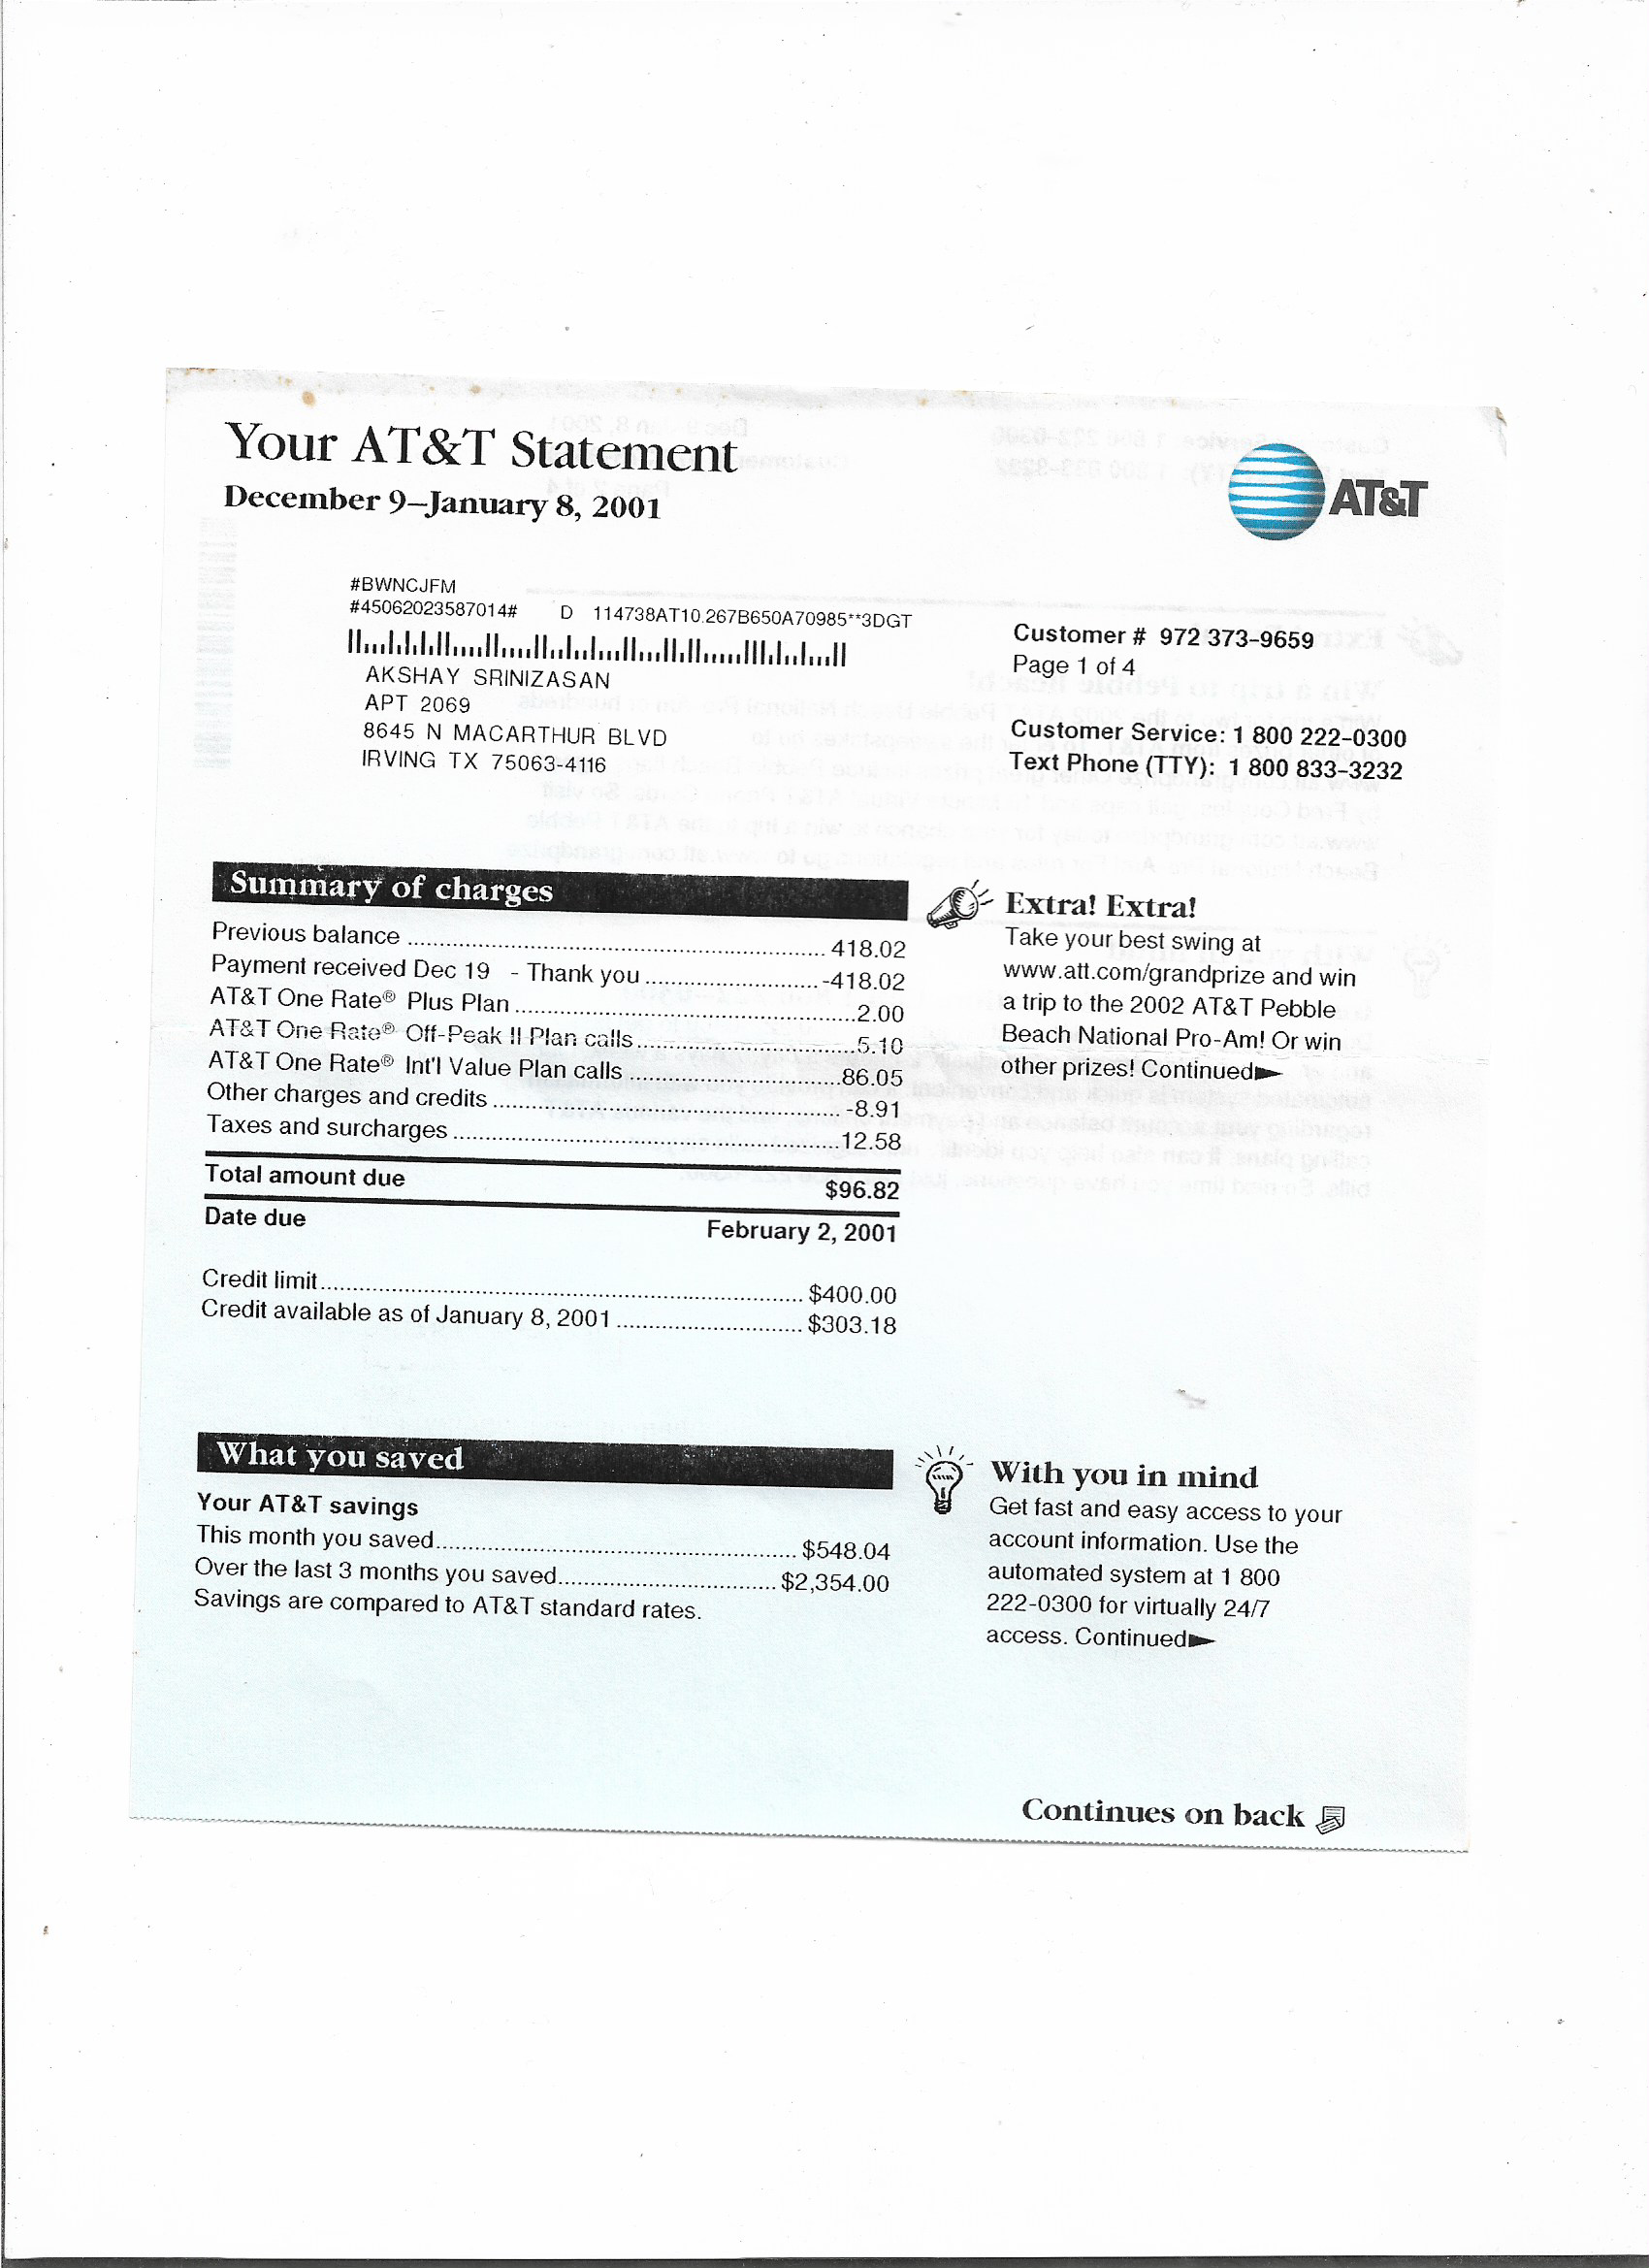 Your AT&T Statement
December 9–January 8, 2001
AT&T
#BWNCJFM
#45062023587014# D 114738AT10.267B650A70985**3DGT
AKSHAY SRINIZASAN
APT 2069
8645 N MACARTHUR BLVD
IRVING TX 75063-4116
Customer # 972 373-9659
Page 1 of 4
Customer Service: 1 800 222-0300
Text Phone (TTY): 1 800 833-3232
Summary of charges
Previous balance 418.02
Payment received Dec 19 - Thank you -418.02
AT&T One Rate® Plus Plan 2.00
AT&T One Rate® Off-Peak II Plan calls 5.10
AT&T One Rate® Int'l Value Plan calls 86.05
Other charges and credits -8.91
Taxes and surcharges 12.58
Total amount due $96.82
Date due February 2, 2001
Credit limit $400.00
Credit available as of January 8, 2001 $303.18
Extra! Extra!
Take your best swing at
www.att.com/grandprize and win
a trip to the 2002 AT&T Pebble
Beach National Pro-Am! Or win
other prizes! Continued
What you saved
Your AT&T savings
This month you saved $548.04
Over the last 3 months you saved $2,354.00
Savings are compared to AT&T standard rates.
With you in mind
Get fast and easy access to your
account information. Use the
automated system at 1 800
222-0300 for virtually 24/7
access. Continued
Continues on back